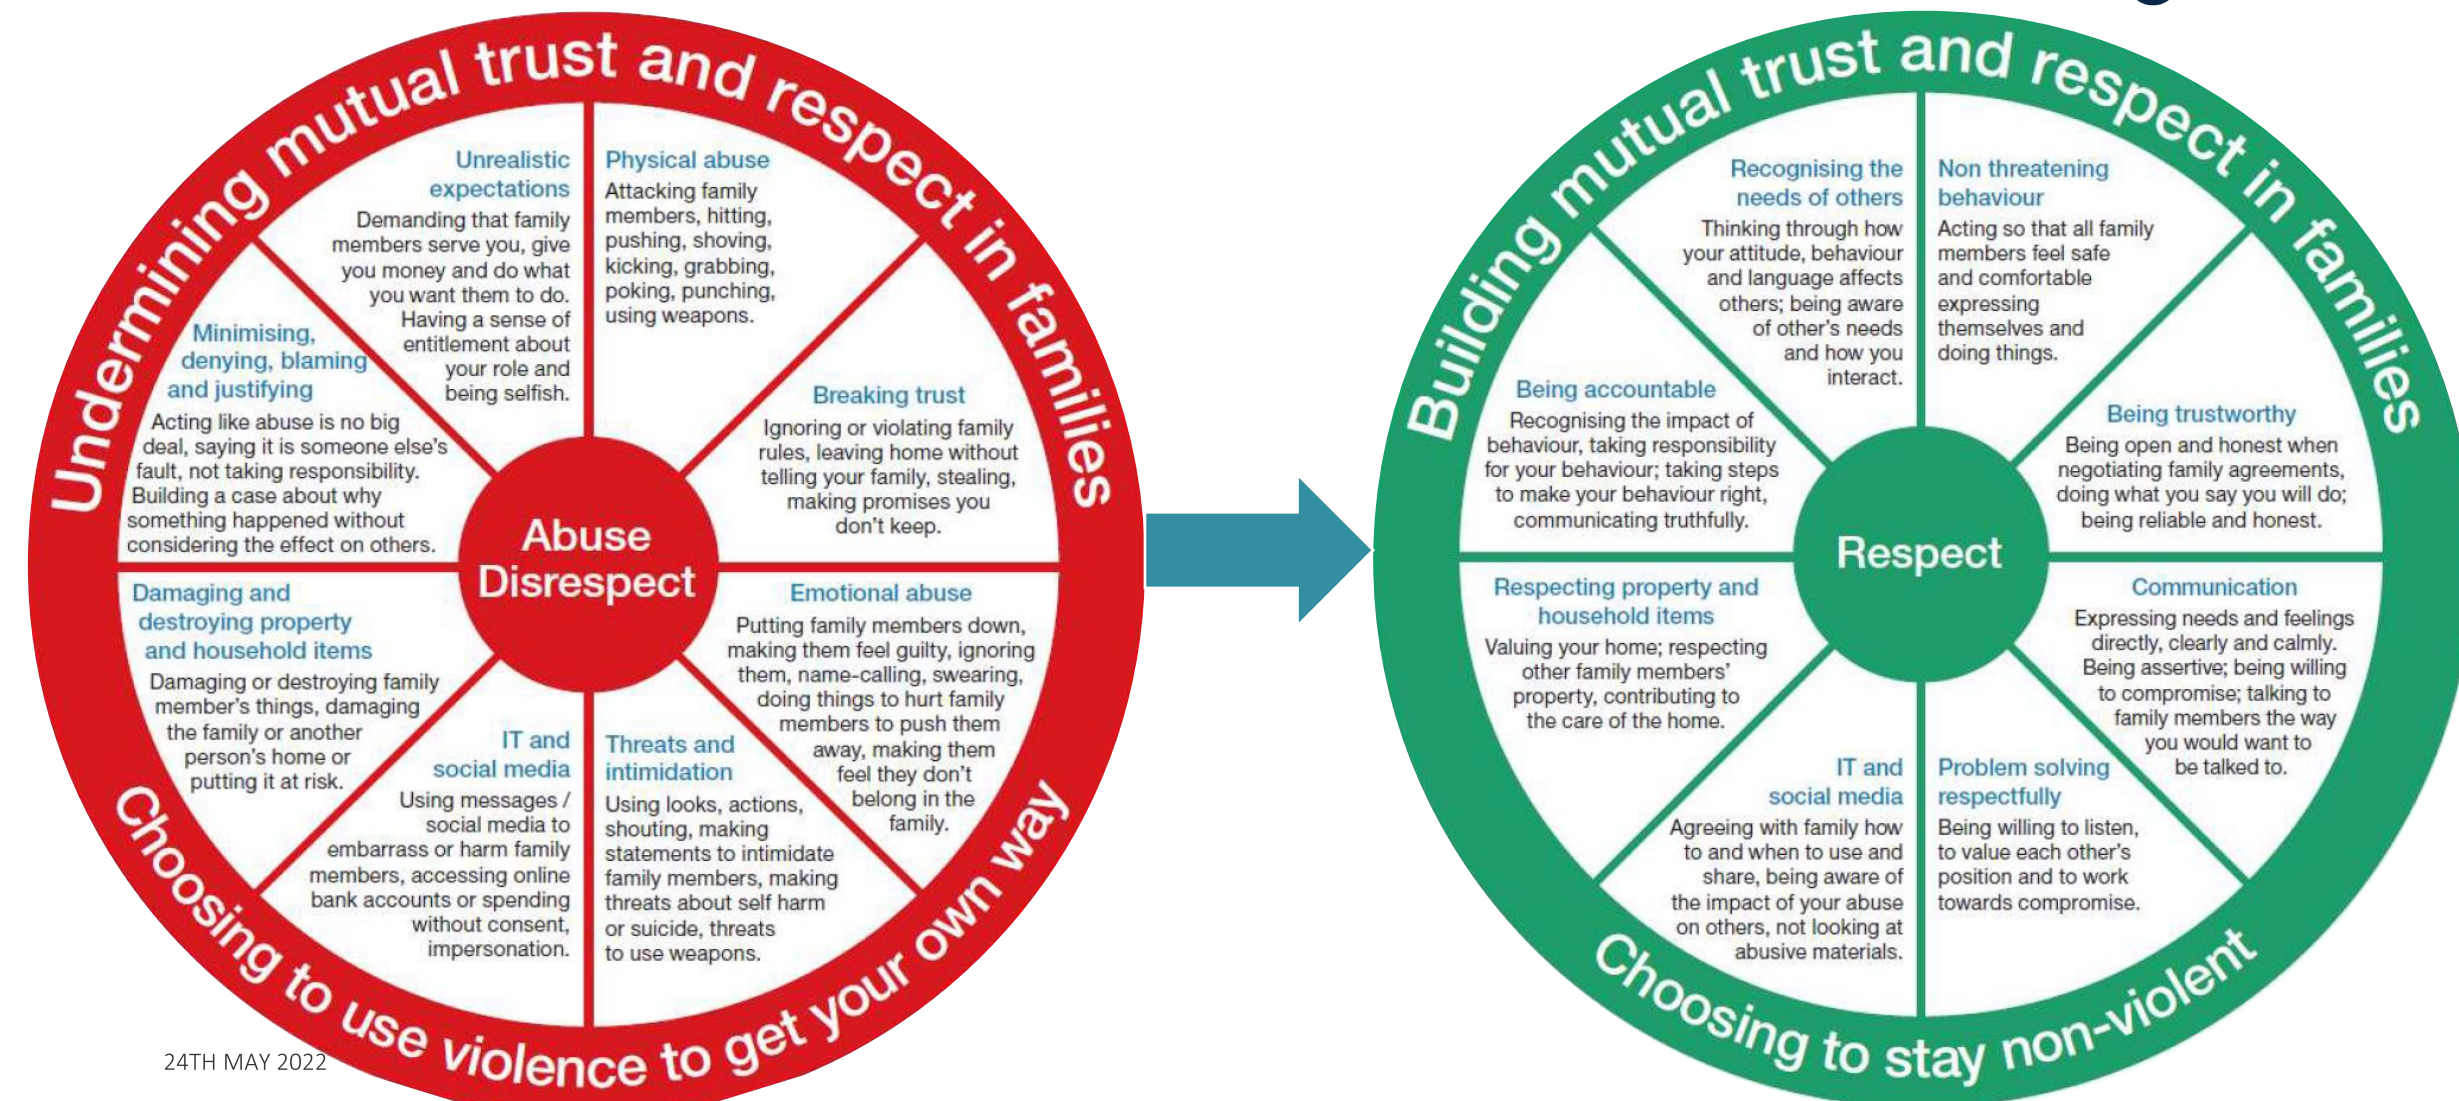 Undermining mutual trust and respect in families
Unrealistic
expectations
Demanding that family
members serve you, give
you money and do what
you want them to do.
Having a sense of
entitlement about
your role and
being selfish.
Physical abuse
Attacking family
members, hitting,
pushing, shoving,
kicking, grabbing,
poking, punching,
using weapons.
Breaking trust
Ignoring or violating family
rules, leaving home without
telling your family, stealing,
making promises you
don't keep.
Emotional abuse
Putting family members down,
making them feel guilty, ignoring
them, name-calling, swearing,
doing things to hurt family
members to push them
away, making them
feel they don't
belong in the
family.
Threats and
intimidation
Using looks, actions,
shouting, making
statements to intimidate
family members, making
threats about self harm
or suicide, threats
to use weapons.
IT and
social media
Using messages /
social media to
embarrass or harm family
members, accessing online
bank accounts or spending
without consent,
impersonation.
Damaging and
destroying property
and household items
Damaging or destroying family
member's things, damaging
the family or another
person's home or
putting it at risk.
Minimising,
denying, blaming
and justifying
Acting like abuse is no big
deal, saying it is someone else's
fault, not taking responsibility.
Building a case about why
something happened without
considering the effect on others.
Abuse
Disrespect
Choosing to use violence to get your own way
24TH MAY 2022
Building mutual trust and respect in families
Recognising the
needs of others
Thinking through how
your attitude, behaviour
and language affects
others; being aware
of other's needs
and how you
interact.
Non threatening
behaviour
Acting so that all family
members feel safe
and comfortable
expressing
themselves and
doing things.
Being trustworthy
Being open and honest when
negotiating family agreements,
doing what you say you will do;
being reliable and honest.
Communication
Expressing needs and feelings
directly, clearly and calmly.
Being assertive; being willing
to compromise; talking to
family members the way
you would want to
be talked to.
Problem solving
respectfully
Being willing to listen,
to value each other's
position and to work
towards compromise.
IT and
social media
Agreeing with family how
to and when to use and
share, being aware of
the impact of your abuse
on others, not looking at
abusive materials.
Respecting property and
household items
Valuing your home; respecting
other family members'
property, contributing to
the care of the home.
Being accountable
Recognising the impact of
behaviour, taking responsibility
for your behaviour; taking steps
to make your behaviour right,
communicating truthfully.
Respect
Choosing to stay non-violent